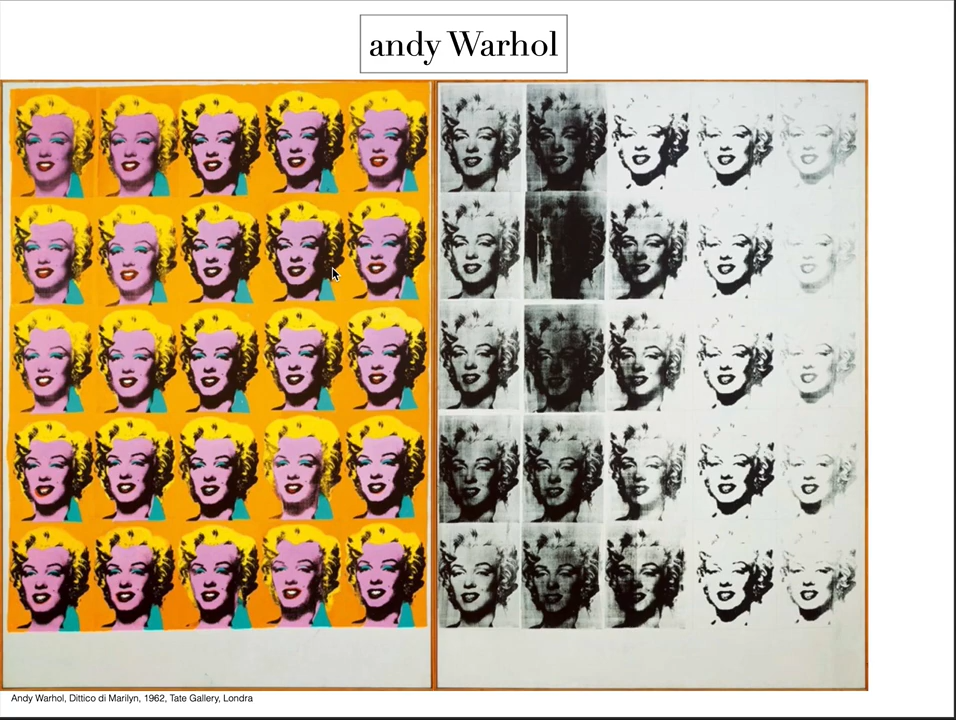 andy Warhol
Andy Warhol, Dittico di Marilyn, 1962, Tate Gallery, Londra